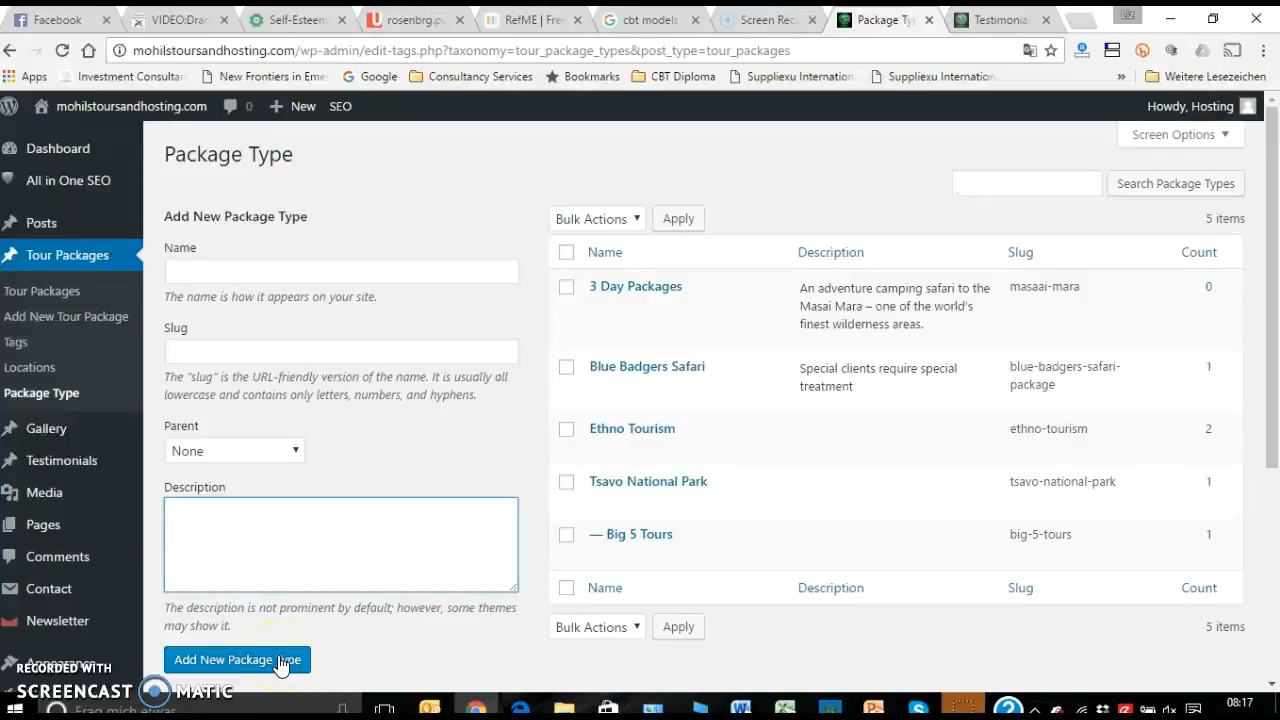 Facebook
VIDEO:Dram
Self-Esteem
rosenbrg.pu
RefME | Fre
cbt models
Screen Rec
Package Ty
Testimonial
Liz
mohilstoursandhosting.com/wp-admin/edit-tags.php?taxonomy=tour_package_types&post_type=tour_packages
Apps
Investment Consultan
New Frontiers in Eme
Google
Consultancy Services
Bookmarks
CBT Diploma
Suppliexu Internation
Suppliexu Internation
»
Weitere Lesezeichen
mohilstoursandhosting.com
0
New
SEO
Howdy, Hosting
Dashboard
All in One SEO
Posts
Tour Packages
Tour Packages
Add New Tour Package
Tags
Locations
Package Type
Gallery
Testimonials
Media
Pages
Comments
Contact
Newsletter
Appearance
Screen Options
Package Type
Search Package Types
Add New Package Type
Name
The name is how it appears on your site.
Slug
The "slug" is the URL-friendly version of the name. It is usually all
lowercase and contains only letters, numbers, and hyphens.
Parent
None
Description
The description is not prominent by default; however, some themes
may show it.
Add New Package Type
Bulk Actions
Apply
5 items
Name Description Slug Count
3 Day Packages
An adventure camping safari to the
Masai Mara – one of the world's
finest wilderness areas.
masaai-mara
0
Blue Badgers Safari
Special clients require special
treatment
blue-badgers-safari-
package
1
Ethno Tourism
ethno-tourism
2
Tsavo National Park
tsavo-national-park
1
— Big 5 Tours
big-5-tours
1
Name Description Slug Count
Bulk Actions
Apply
5 items
RECORDED WITH
SCREENCAST MATIC
Frag mich etwas
08:17